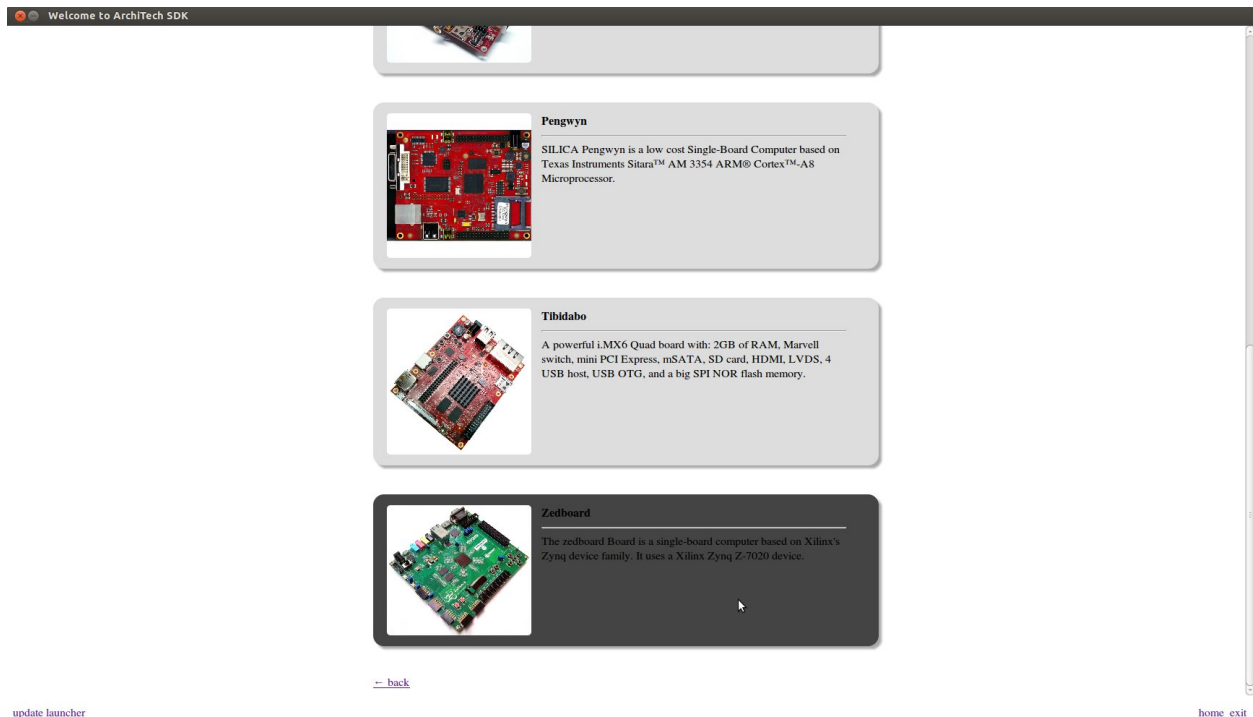 Welcome to ArchiTech SDK
Pengwyn
SILICA Pengwyn is a low cost Single-Board Computer based on
Texas Instruments Sitara™ AM 3354 ARM® Cortex™-A8
Microprocessor.
Tibidabo
A powerful i.MX6 Quad board with: 2GB of RAM, Marvell
switch, mini PCI Express, mSATA, SD card, HDMI, LVDS, 4
USB host, USB OTG, and a big SPI NOR flash memory.
Zedboard
The zedboard Board is a single-board computer based on Xilinx's
Zynq device family. It uses a Xilinx Zynq Z-7020 device.
← back
update launcher
home exit